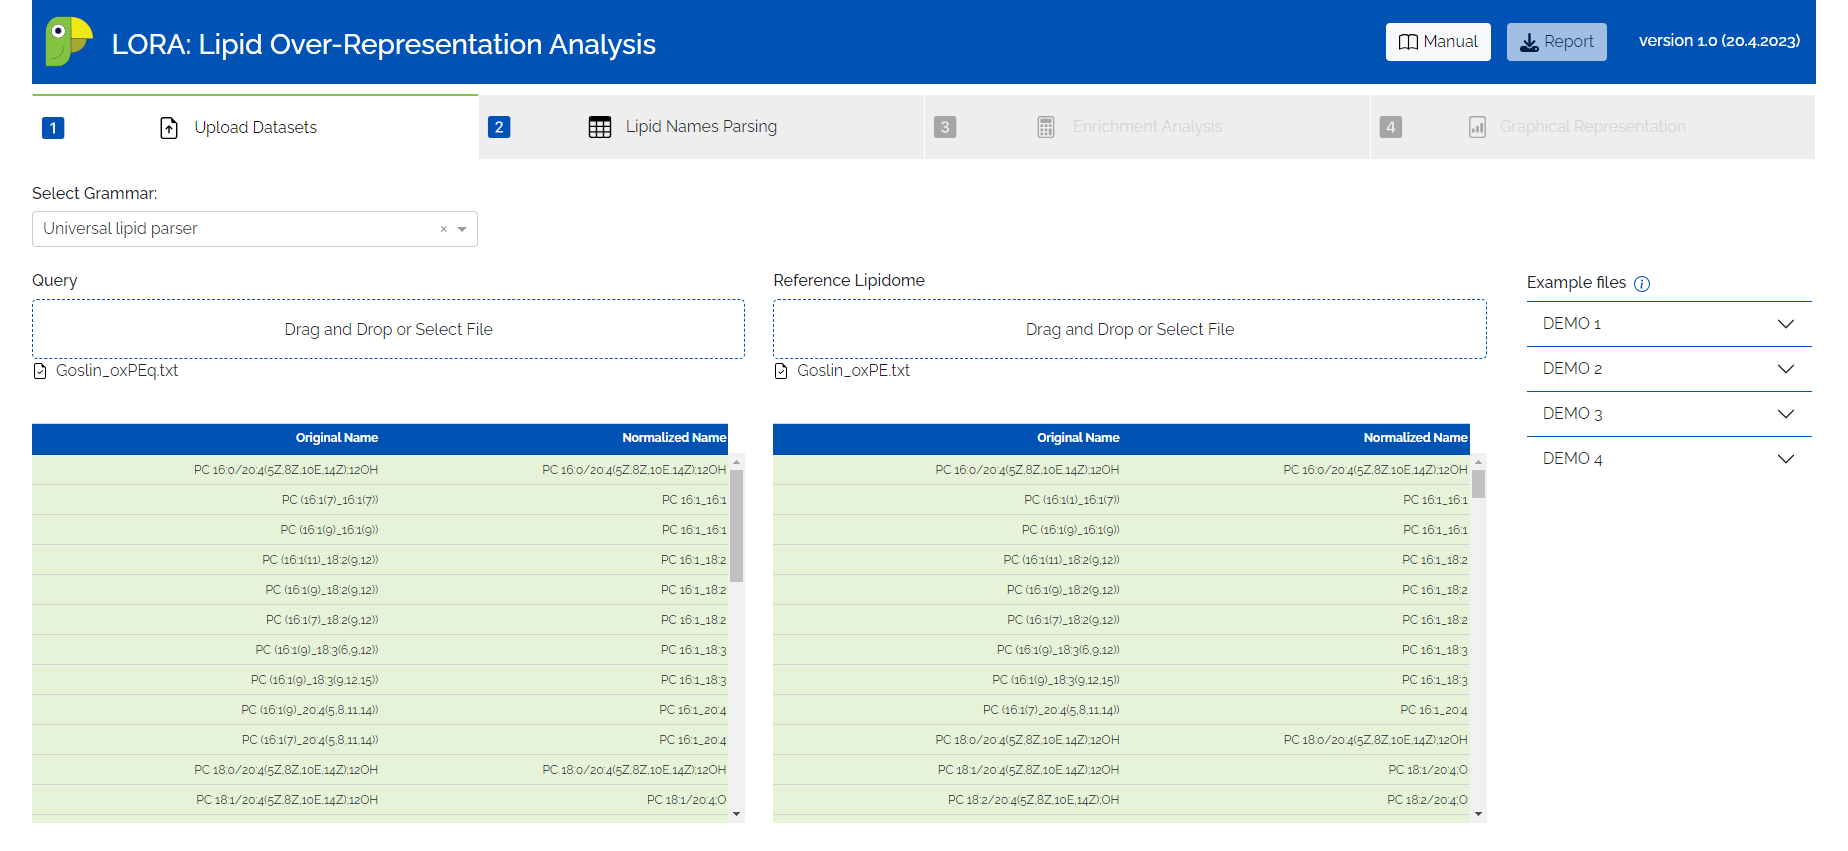 LORA: Lipid Over-Representation Analysis
Manual
Report
version 1.0 (20.4.2023)
1 Upload Datasets
2 Lipid Names Parsing
3 Enrichment Analysis
4 Graphical Representation
Select Grammar:
Universal lipid parser ×
Query
Drag and Drop or Select File
Goslin_oxPEq.txt
Original Name Normalized Name
PC 16:0/20:4(5Z,8Z,10E,14Z);12OH PC 16:0/20:4(5Z,8Z,10E,14Z);12OH
PC (16:1(7)_16:1(7)) PC 16:1_16:1
PC (16:1(9)_16:1(9)) PC 16:1_16:1
PC (16:1(11)_18:2(9,12)) PC 16:1_18:2
PC (16:1(9)_18:2(9,12)) PC 16:1_18:2
PC (16:1(7)_18:2(9,12)) PC 16:1_18:2
PC (16:1(9)_18:3(6,9,12)) PC 16:1_18:3
PC (16:1(9)_18:3(9,12,15)) PC 16:1_18:3
PC (16:1(9)_20:4(5,8,11,14)) PC 16:1_20:4
PC (16:1(7)_20:4(5,8,11,14)) PC 16:1_20:4
PC 18:0/20:4(5Z,8Z,10E,14Z);12OH PC 18:0/20:4(5Z,8Z,10E,14Z);12OH
PC 18:1/20:4(5Z,8Z,10E,14Z);12OH PC 18:1/20:4;O
Reference Lipidome
Drag and Drop or Select File
Goslin_oxPE.txt
Original Name Normalized Name
PC 16:0/20:4(5Z,8Z,10E,14Z);12OH PC 16:0/20:4(5Z,8Z,10E,14Z);12OH
PC (16:1(1)_16:1(7)) PC 16:1_16:1
PC (16:1(9)_16:1(9)) PC 16:1_16:1
PC (16:1(11)_18:2(9,12)) PC 16:1_18:2
PC (16:1(9)_18:2(9,12)) PC 16:1_18:2
PC (16:1(7)_18:2(9,12)) PC 16:1_18:2
PC (16:1(9)_18:3(6,9,12)) PC 16:1_18:3
PC (16:1(9)_18:3(9,12,15)) PC 16:1_18:3
PC (16:1(7)_20:4(5,8,11,14)) PC 16:1_20:4
PC 18:0/20:4(5Z,8Z,10E,14Z);12OH PC 18:0/20:4(5Z,8Z,10E,14Z);12OH
PC 18:1/20:4(5Z,8Z,10E,14Z);12OH PC 18:1/20:4;O
PC 18:2/20:4(5Z,8Z,10E,14Z);OH PC 18:2/20:4;O
Example files i
DEMO 1
DEMO 2
DEMO 3
DEMO 4